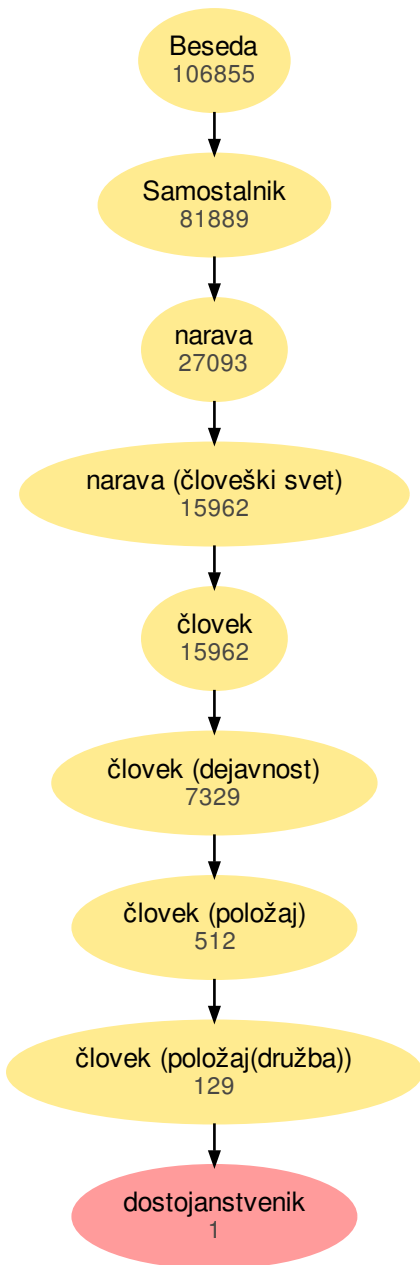 Beseda
106855
Samostalnik
81889
narava
27093
narava (človeški svet)
15962
človek
15962
človek (dejavnost)
7329
človek (položaj)
512
človek (položaj(družba))
129
dostojanstvenik
1